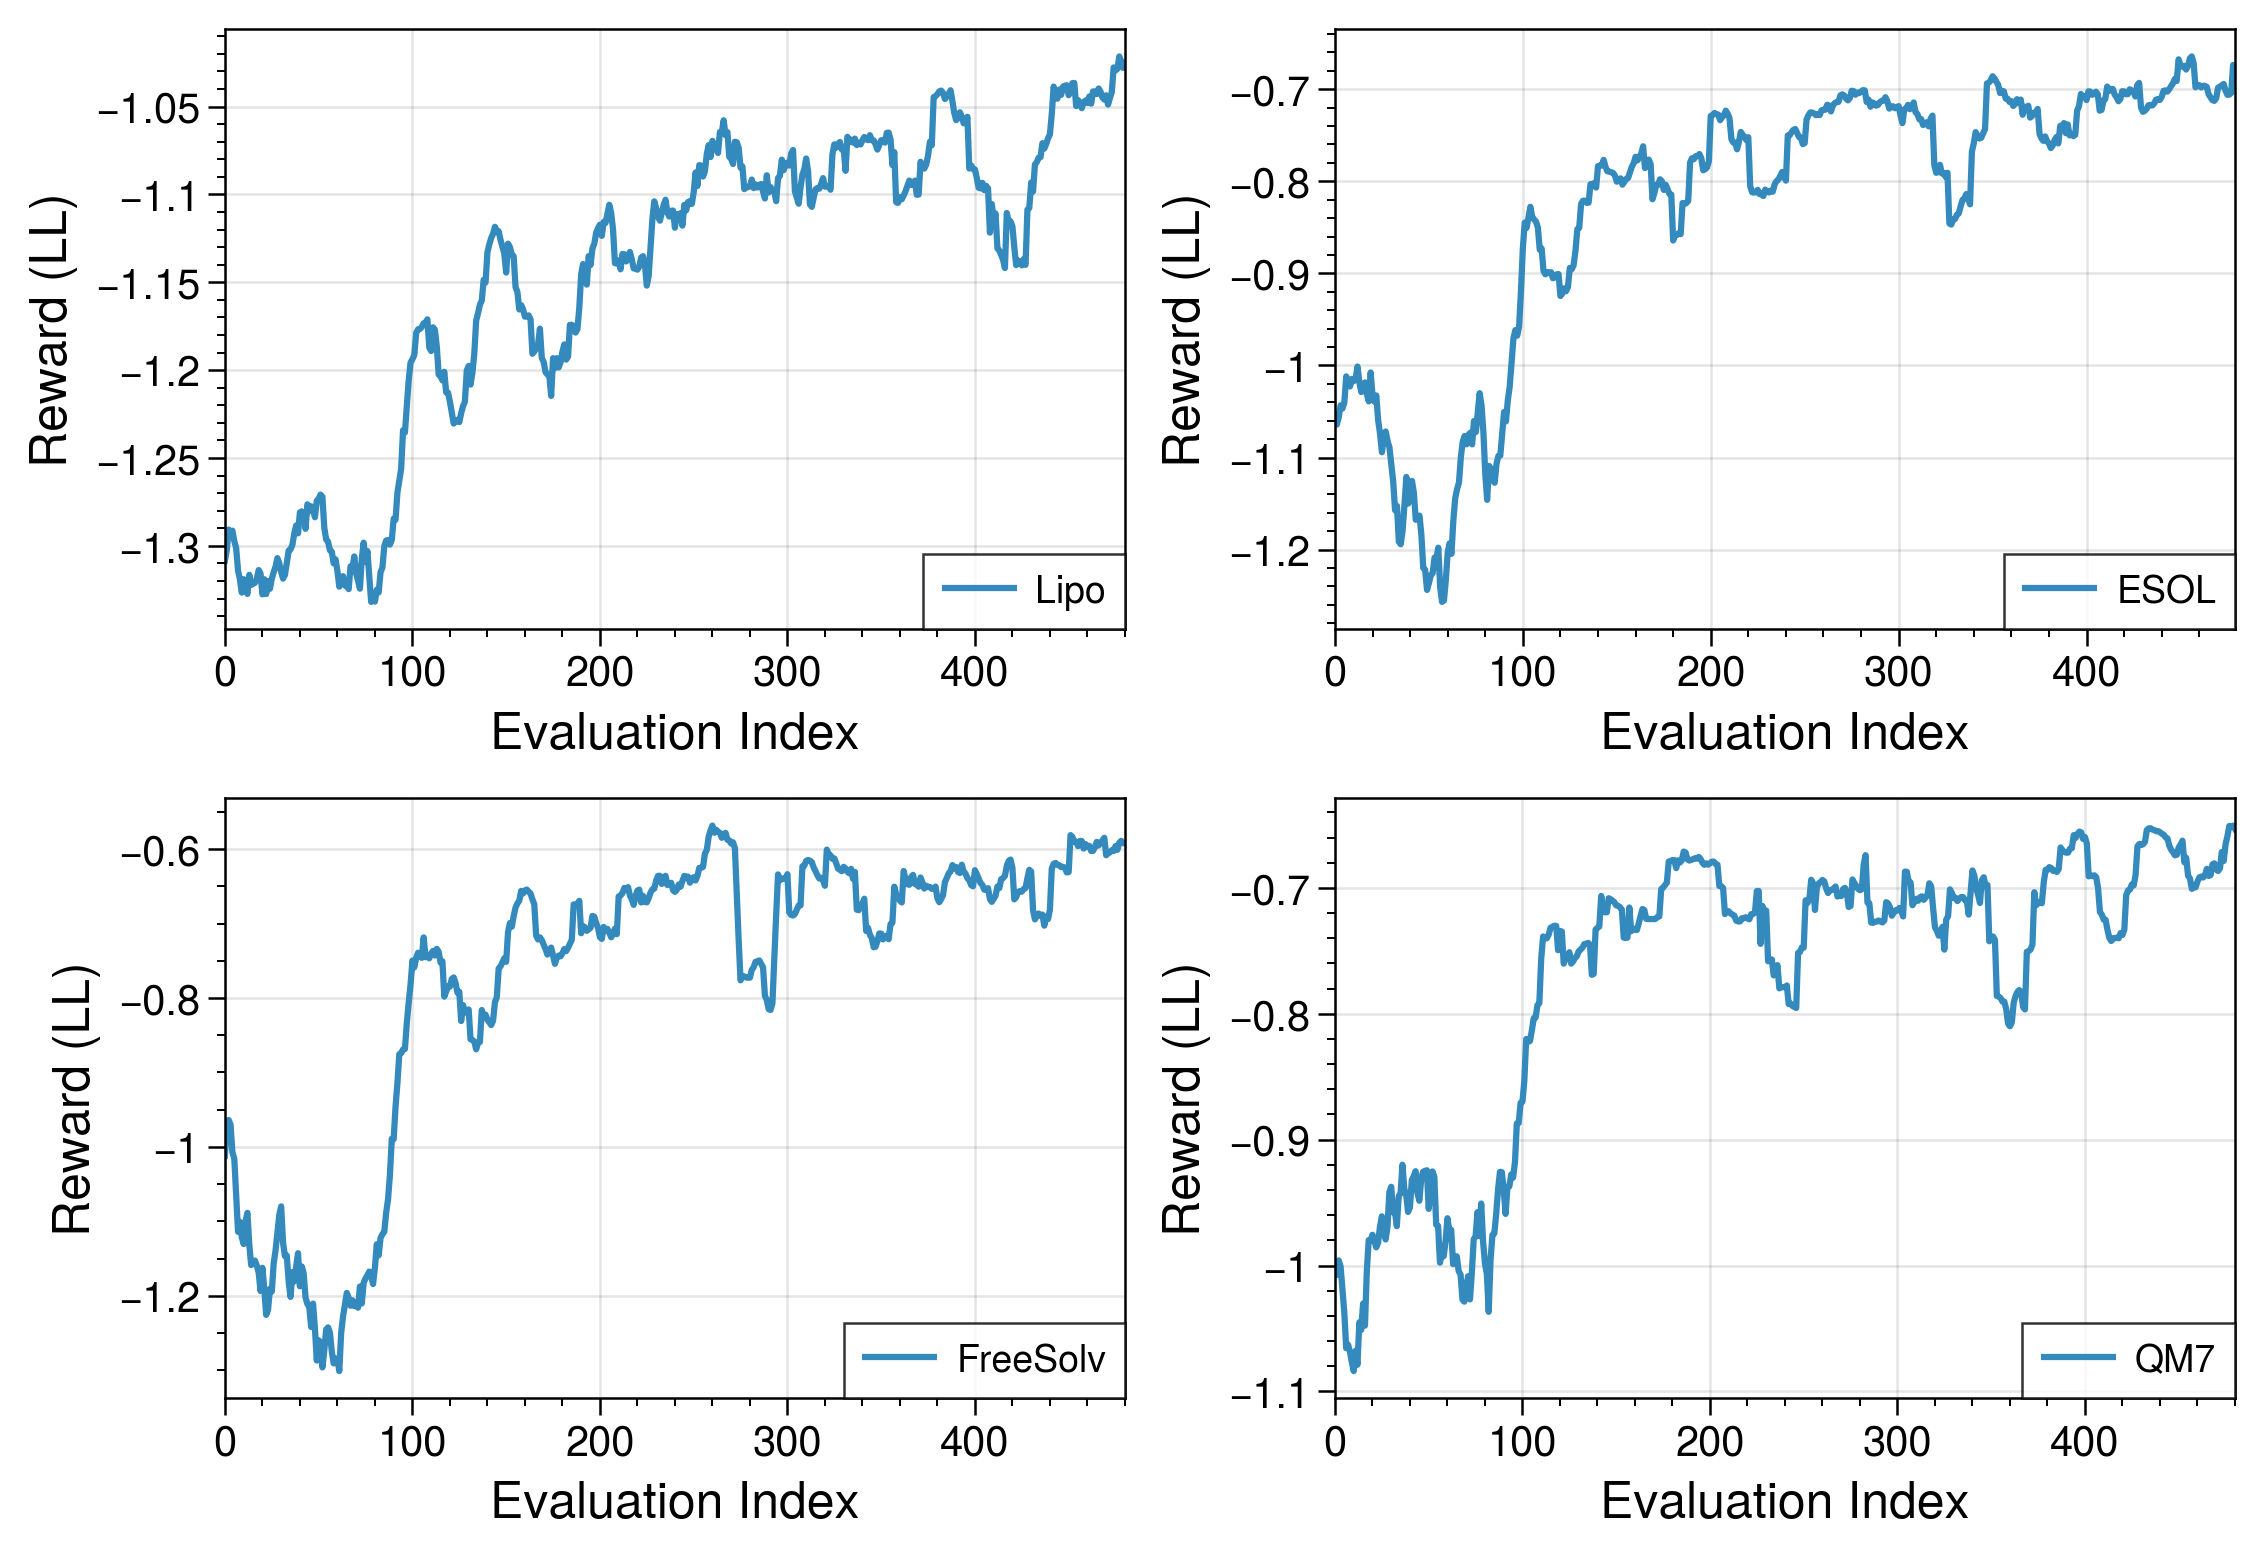 Reward (LL)
−1.05
−1.1
−1.15
−1.2
−1.25
−1.3
Lipo
0 100 200 300 400
Evaluation Index
Reward (LL)
−0.7
−0.8
−0.9
−1
−1.1
−1.2
ESOL
0 100 200 300 400
Evaluation Index
Reward (LL)
−0.6
−0.8
−1
−1.2
FreeSolv
0 100 200 300 400
Evaluation Index
Reward (LL)
−0.7
−0.8
−0.9
−1
−1.1
QM7
0 100 200 300 400
Evaluation Index